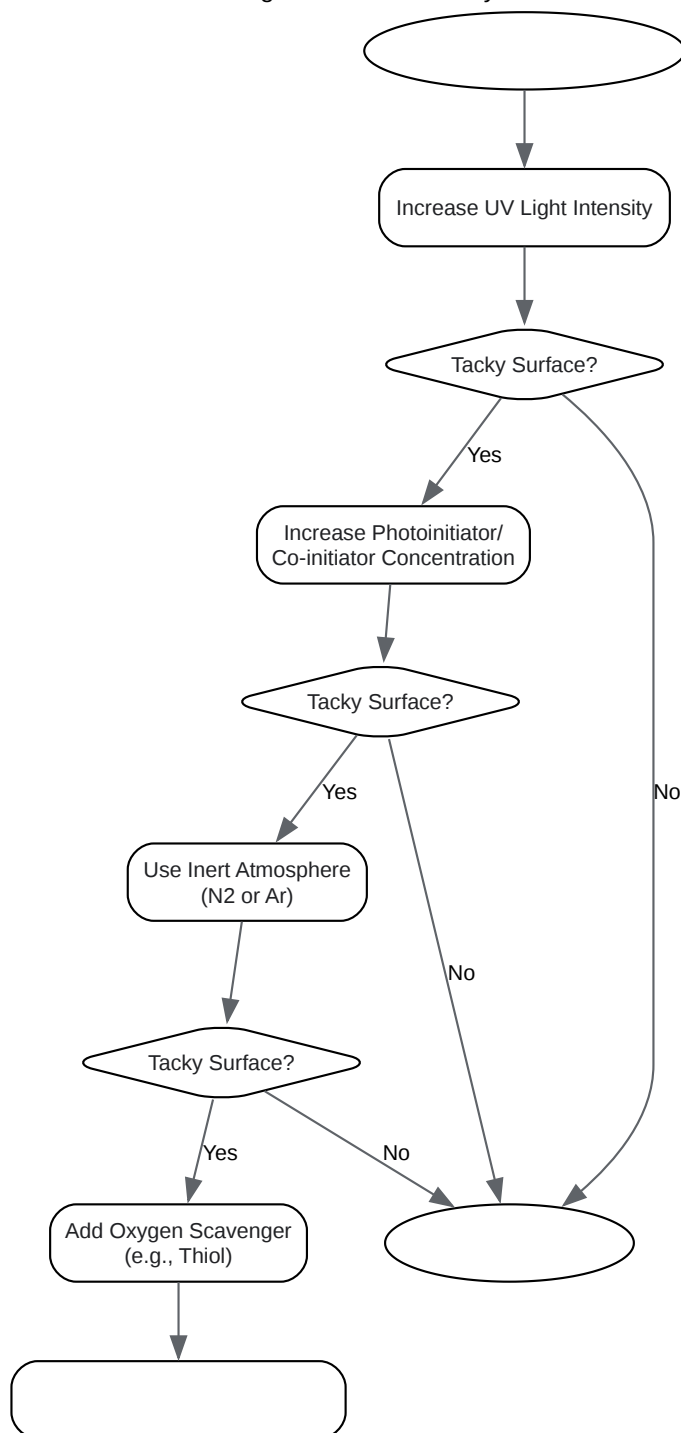 Increase UV Light Intensity
Tacky Surface?
Yes
Increase Photoinitiator/
Co-initiator Concentration
Tacky Surface?
Yes
No
Use Inert Atmosphere
(N2 or Ar)
No
Tacky Surface?
Yes
No
Add Oxygen Scavenger
(e.g., Thiol)